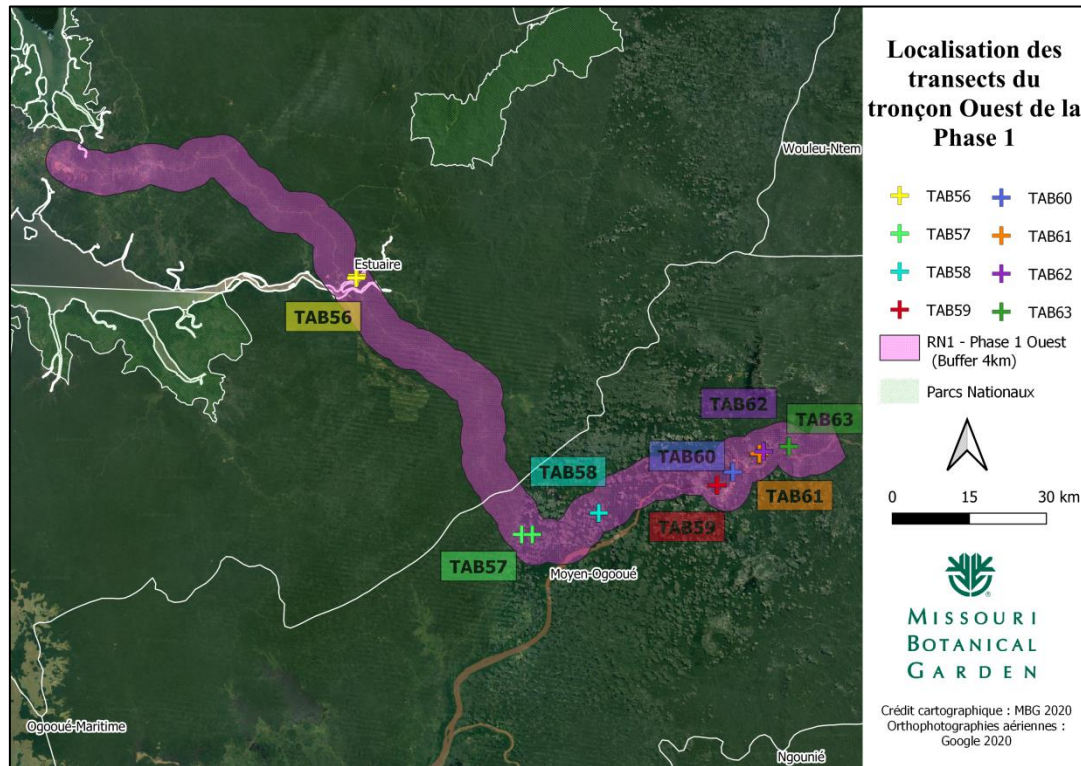 Localisation des
transects du
tronçon Ouest de la
Phase 1
TAB56
TAB60
TAB57
TAB61
TAB58
TAB62
TAB59
TAB63
RN1 - Phase 1 Ouest
(Buffer 4km)
Parcs Nationaux
0 15 30 km
MISSOURI
BOTANICAL
GARDEN
Crédit cartographique : MBG 2020
Orthophotographies aériennes :
Google 2020
Wouleu-Ntem
Estuaire
TAB56
TAB62
TAB63
TAB60
TAB58
TAB61
TAB59
TAB57
Moyen-Ogooué
Ogooué-Maritime
Ngounié